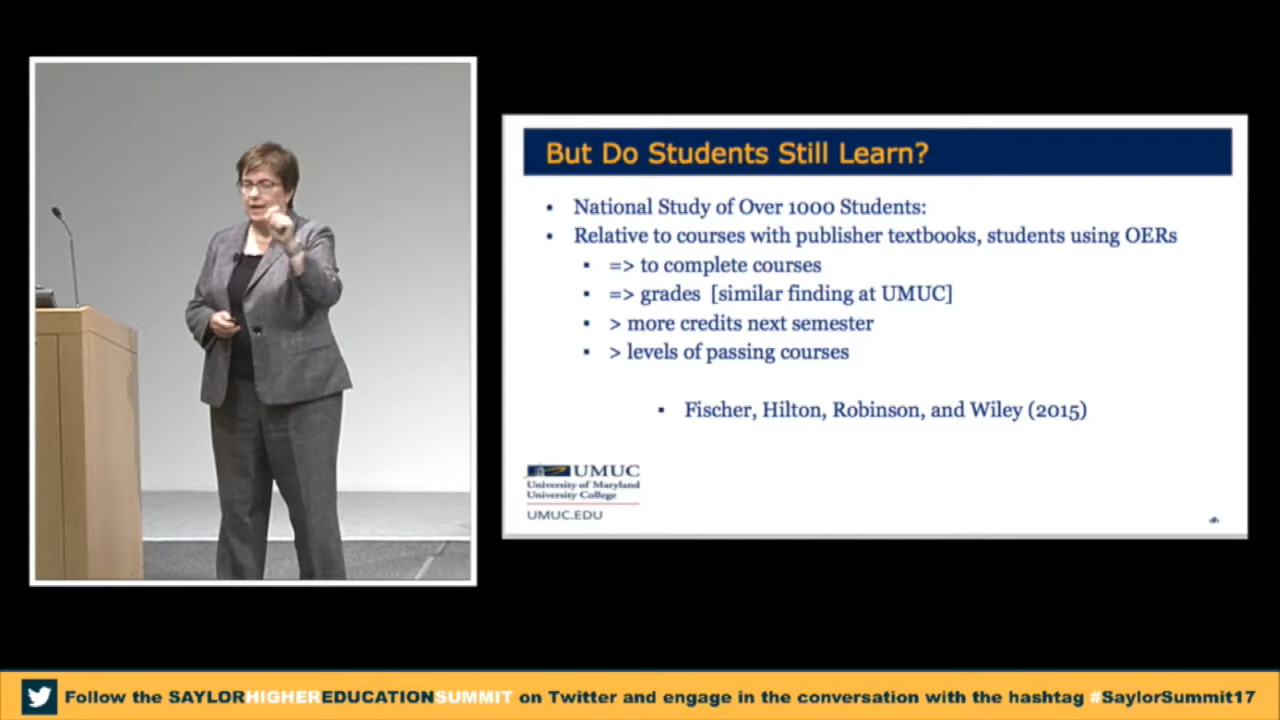 But Do Students Still Learn?
• National Study of Over 1000 Students:
• Relative to courses with publisher textbooks, students using OERs
▪ => to complete courses
▪ => grades [similar finding at UMUC]
▪ > more credits next semester
▪ > levels of passing courses
▪ Fischer, Hilton, Robinson, and Wiley (2015)
UMUC
University of Maryland
University College
UMUC.EDU
Follow the SAYLORHIGHEREDUCATIONSUMMIT on Twitter and engage in the conversation with the hashtag #SaylorSummit17